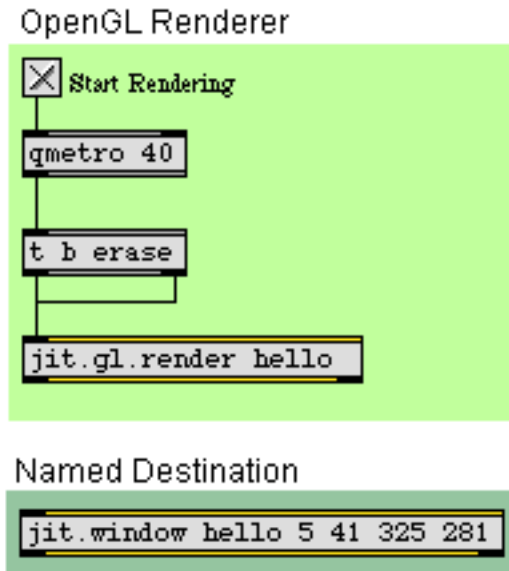 OpenGL Renderer
Start Rendering
qmetro 40
t b erase
jit.gl.render hello
Named Destination
jit.window hello 5 41 325 281